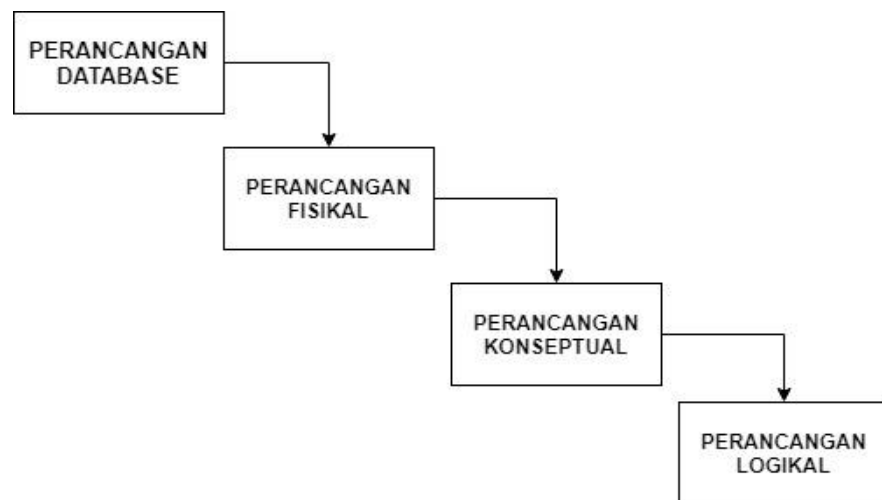 PERANCANGAN
DATABASE
PERANCANGAN
FISIKAL
PERANCANGAN
KONSEPTUAL
PERANCANGAN
LOGIKAL